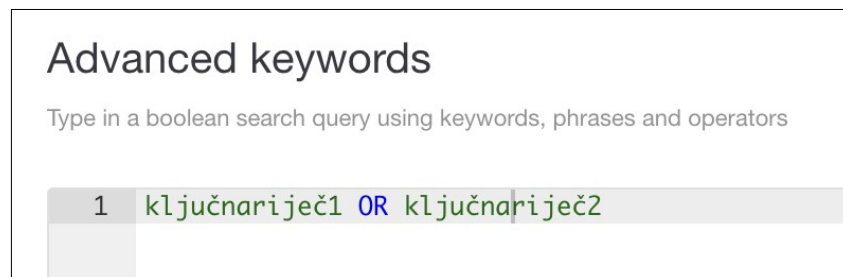 Advanced keywords
Type in a boolean search query using keywords, phrases and operators
1 ključnariječ1 OR ključnariječ2